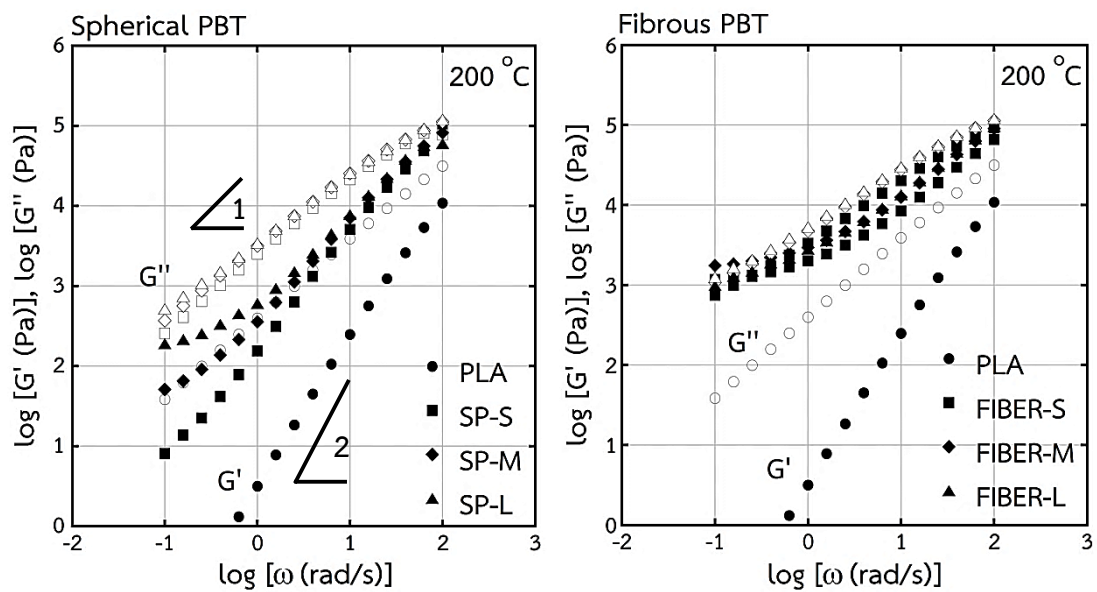 Spherical PBT
6
5
4
3
2
1
0
-2
-1
0
1
2
3
200 °C
1
G''
2
G'
PLA
SP-S
SP-M
SP-L
log [G' (Pa)], log [G'' (Pa)]
log [ω (rad/s)]
Fibrous PBT
6
5
4
3
2
1
0
-2
-1
0
1
2
3
200 °C
G''
G'
PLA
FIBER-S
FIBER-M
FIBER-L
log [G' (Pa)], log [G'' (Pa)]
log [ω (rad/s)]